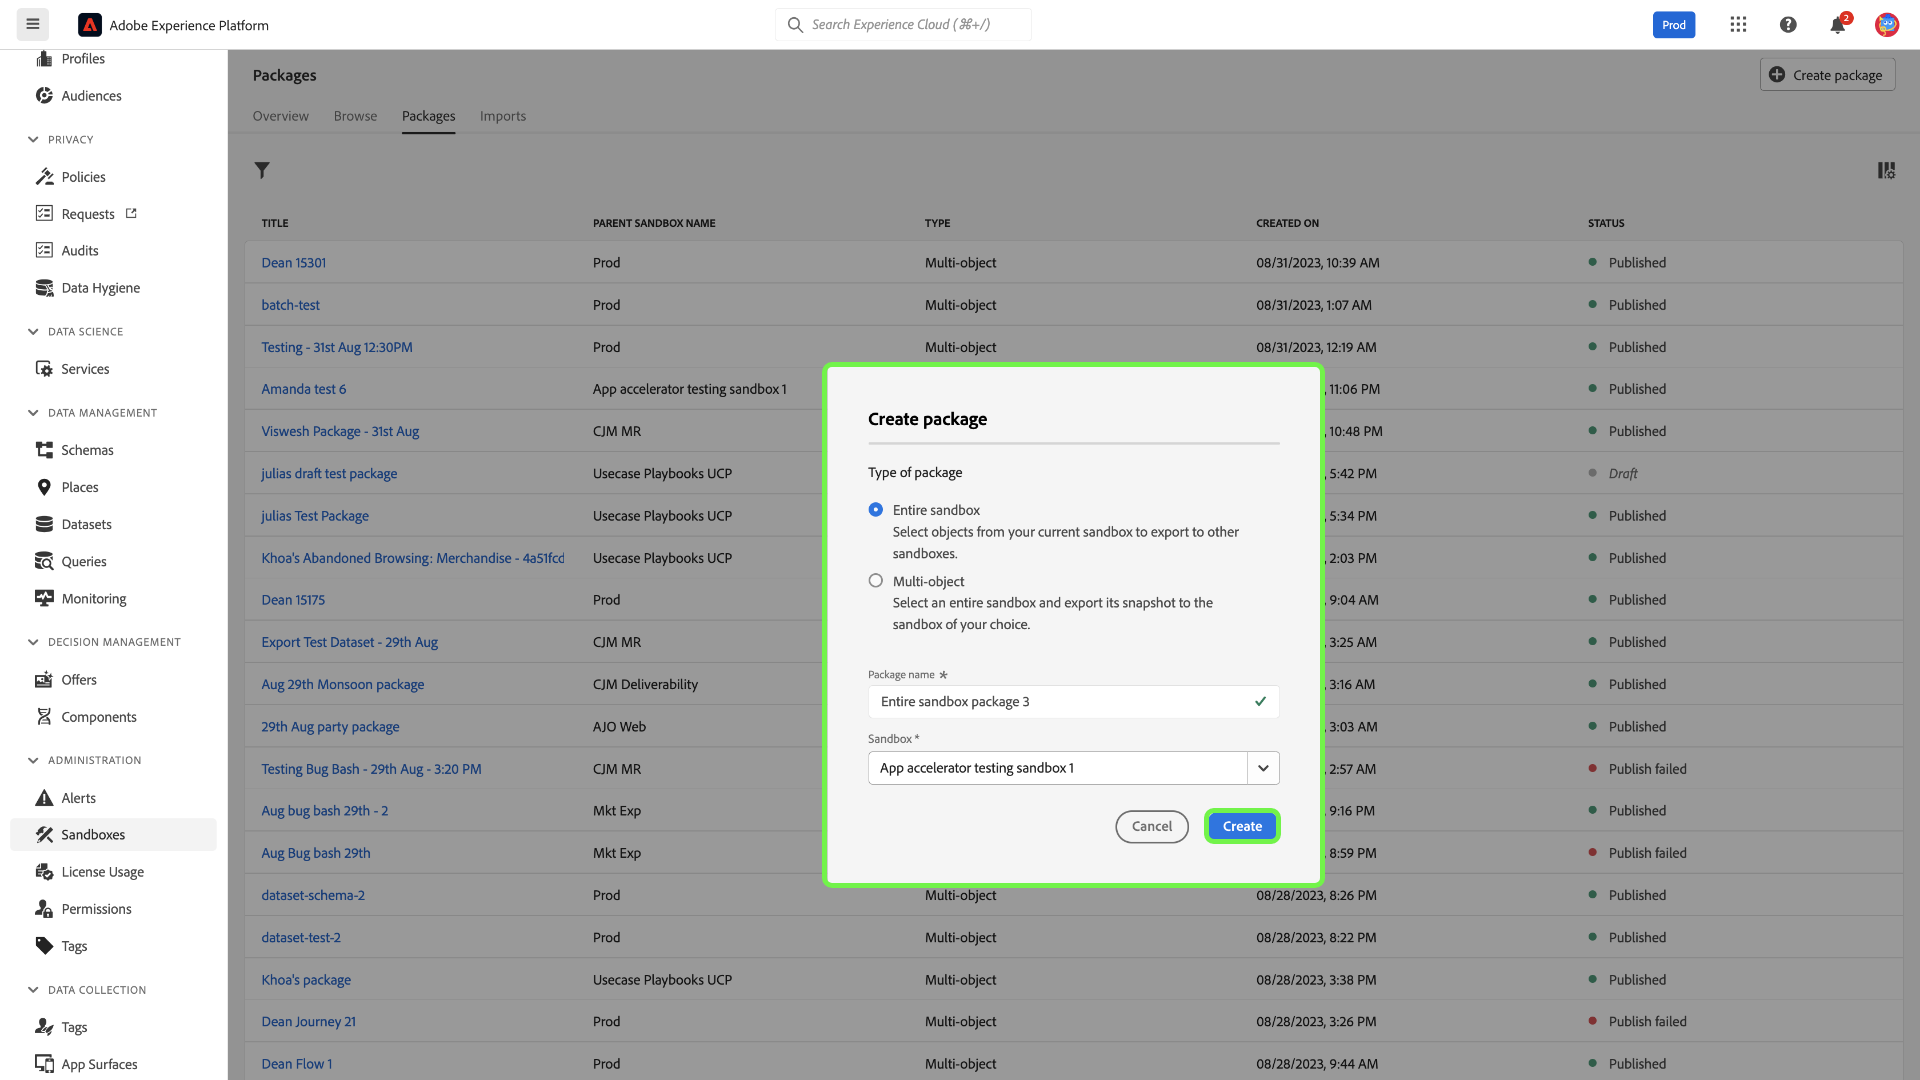 Adobe Experience Platform
Search Experience Cloud (⌘+/)
Prod
2
Profiles
Audiences
PRIVACY
Policies
Requests
Audits
Data Hygiene
DATA SCIENCE
Services
DATA MANAGEMENT
Schemas
Places
Datasets
Queries
Monitoring
DECISION MANAGEMENT
Offers
Components
ADMINISTRATION
Alerts
Sandboxes
License Usage
Permissions
Tags
DATA COLLECTION
Tags
App Surfaces
Packages
Create package
Overview Browse Packages Imports
TITLE PARENT SANDBOX NAME TYPE CREATED ON STATUS
Dean 15301 Prod Multi-object 08/31/2023, 10:39 AM Published
batch-test Prod Multi-object 08/31/2023, 1:07 AM Published
Testing - 31st Aug 12:30PM Prod Multi-object 08/31/2023, 12:19 AM Published
Amanda test 6 App accelerator testing sandbox 1 , 11:06 PM Published
Viswesh Package - 31st Aug CJM MR , 10:48 PM Published
julias draft test package Usecase Playbooks UCP , 5:42 PM Draft
julias Test Package Usecase Playbooks UCP , 5:34 PM Published
Khoa's Abandoned Browsing: Merchandise - 4a51fcd Usecase Playbooks UCP , 2:03 PM Published
Dean 15175 Prod , 9:04 AM Published
Export Test Dataset - 29th Aug CJM MR , 3:25 AM Published
Aug 29th Monsoon package CJM Deliverability , 3:16 AM Published
29th Aug party package AJO Web , 3:03 AM Published
Testing Bug Bash - 29th Aug - 3:20 PM CJM MR , 2:57 AM Publish failed
Aug bug bash 29th - 2 Mkt Exp , 9:16 PM Published
Aug Bug bash 29th Mkt Exp , 8:59 PM Publish failed
dataset-schema-2 Prod Multi-object 08/28/2023, 8:26 PM Published
dataset-test-2 Prod Multi-object 08/28/2023, 8:22 PM Published
Khoa's package Usecase Playbooks UCP Multi-object 08/28/2023, 3:38 PM Published
Dean Journey 21 Prod Multi-object 08/28/2023, 3:26 PM Publish failed
Dean Flow 1 Prod Multi-object 08/28/2023, 9:44 AM Published
Create package
Type of package
Entire sandbox
Select objects from your current sandbox to export to other
sandboxes.
Multi-object
Select an entire sandbox and export its snapshot to the
sandbox of your choice.
Package name *
Entire sandbox package 3
Sandbox *
App accelerator testing sandbox 1
Cancel Create